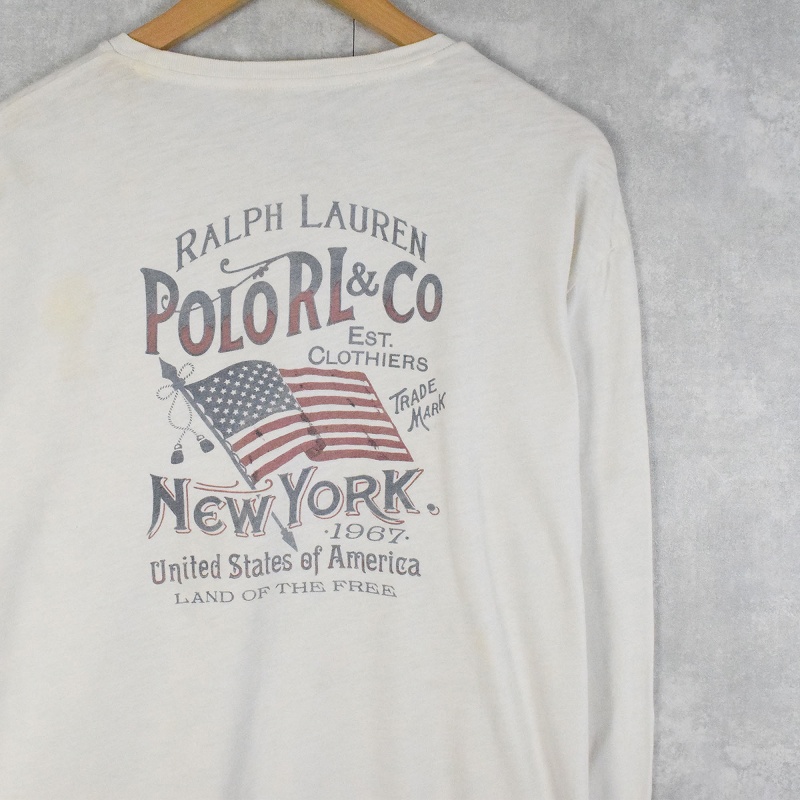 RALPH LAUREN
POLO RL & CO
EST.
CLOTHIERS
TRADE
MARK
NEW YORK.
·1967·
United States of America
LAND OF THE FREE